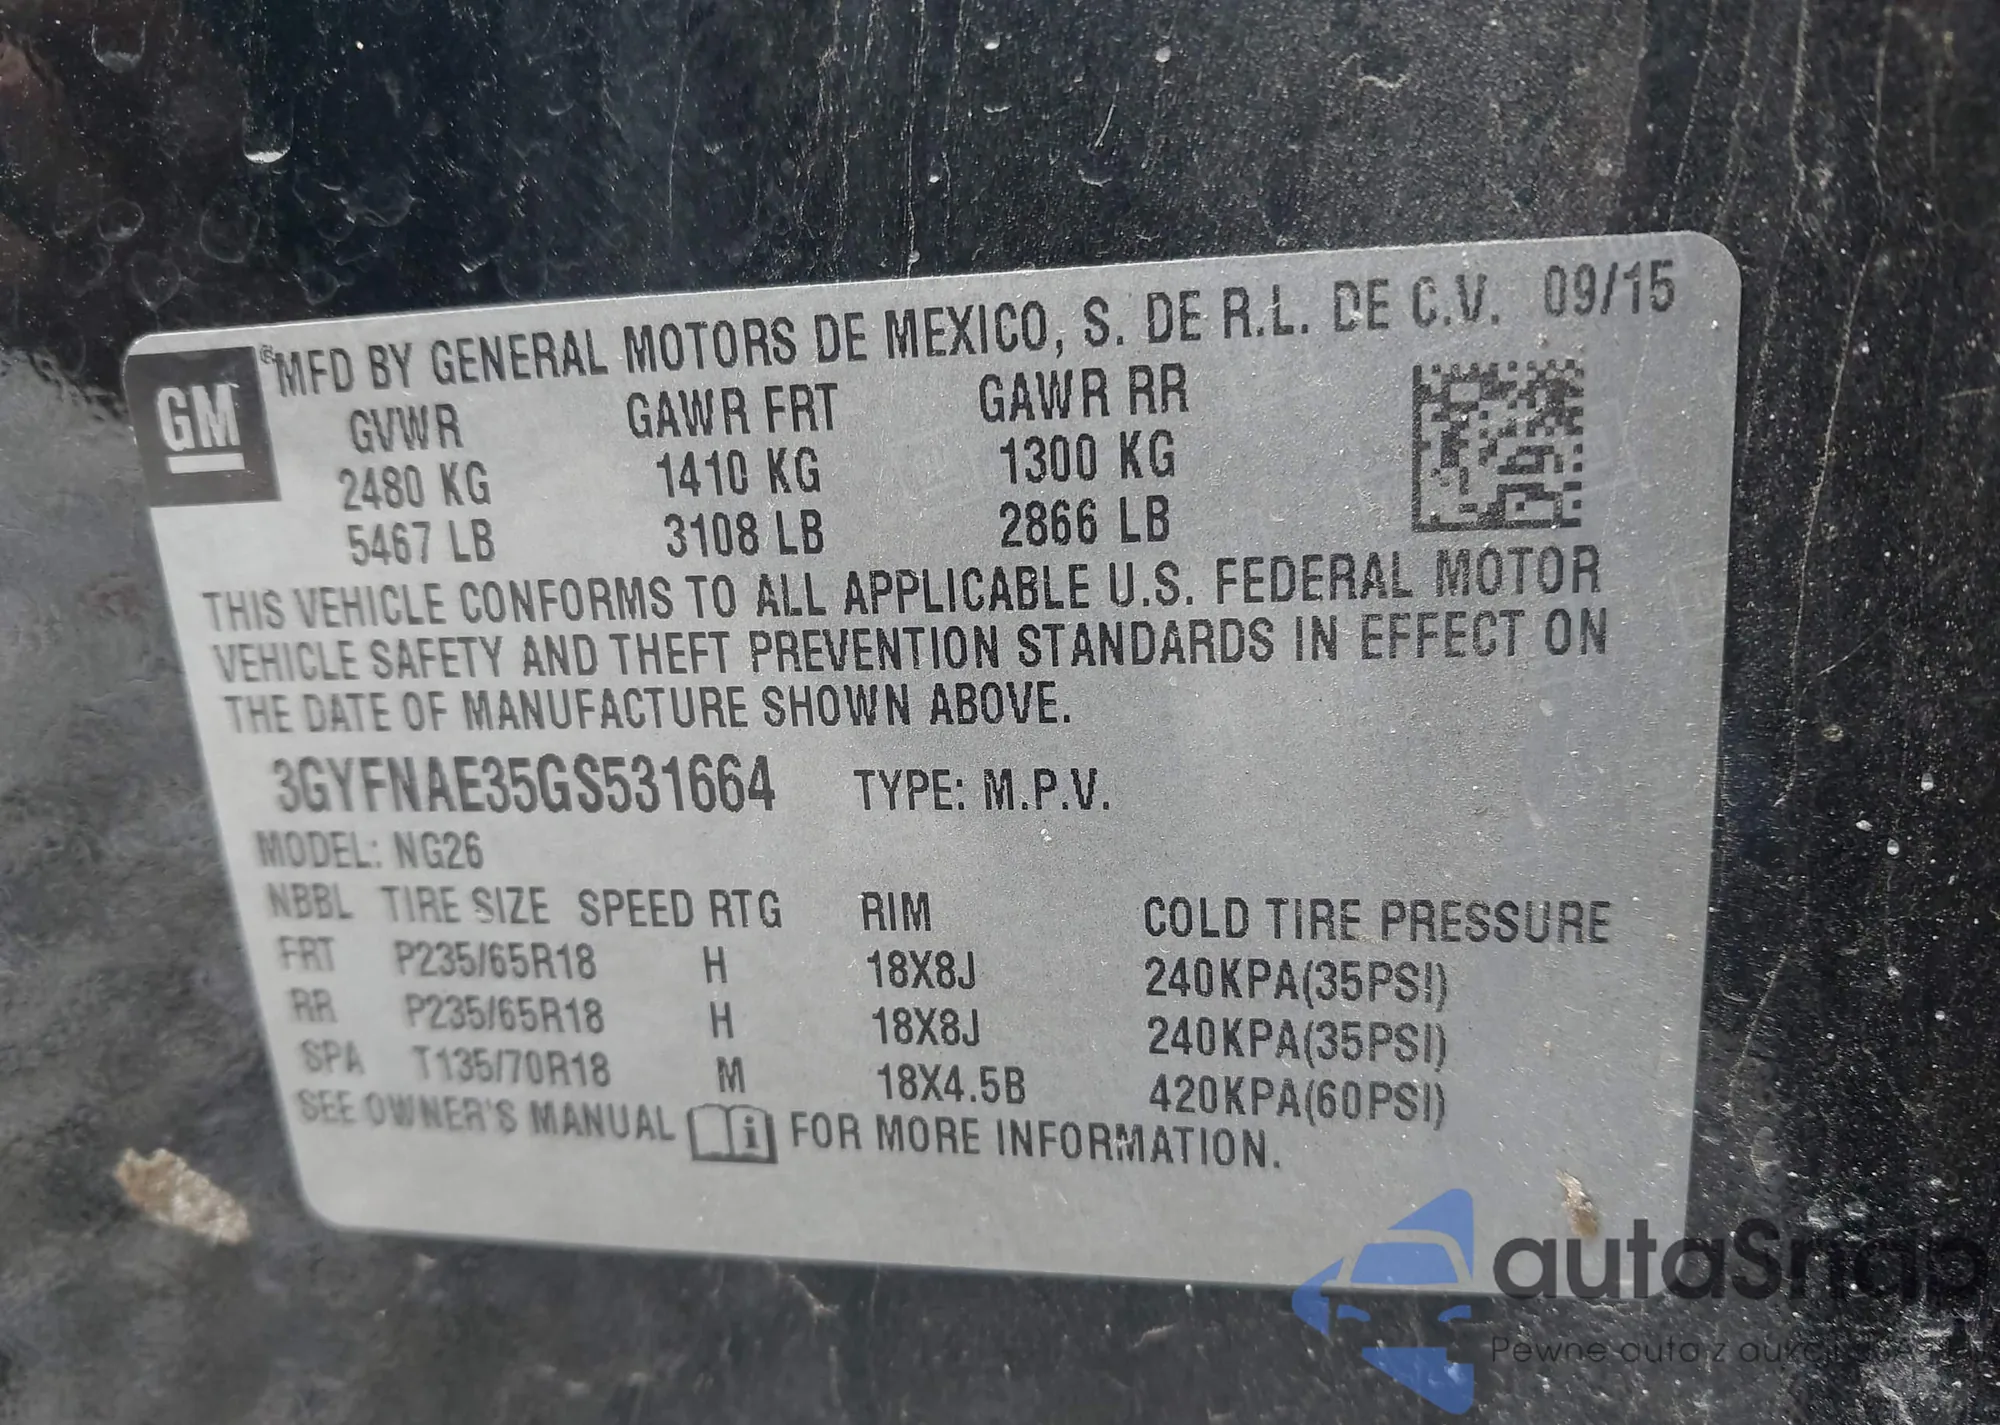 GM
©MFD BY GENERAL MOTORS DE MEXICO, S. DE R.L. DE C.V. 09/15
GVWR GAWR FRT GAWR RR
2480 KG 1410 KG 1300 KG
5467 LB 3108 LB 2866 LB
THIS VEHICLE CONFORMS TO ALL APPLICABLE U.S. FEDERAL MOTOR
VEHICLE SAFETY AND THEFT PREVENTION STANDARDS IN EFFECT ON
THE DATE OF MANUFACTURE SHOWN ABOVE.
3GYFNAE35GS531664 TYPE: M.P.V.
MODEL: NG26
NBBL TIRE SIZE SPEED RTG RIM COLD TIRE PRESSURE
FRT P235/65R18 H 18X8J 240KPA(35PSI)
RR P235/65R18 H 18X8J 240KPA(35PSI)
SPA T135/70R18 M 18X4.5B 420KPA(60PSI)
SEE OWNER'S MANUAL i FOR MORE INFORMATION.
autoSnap
Pewne auto z